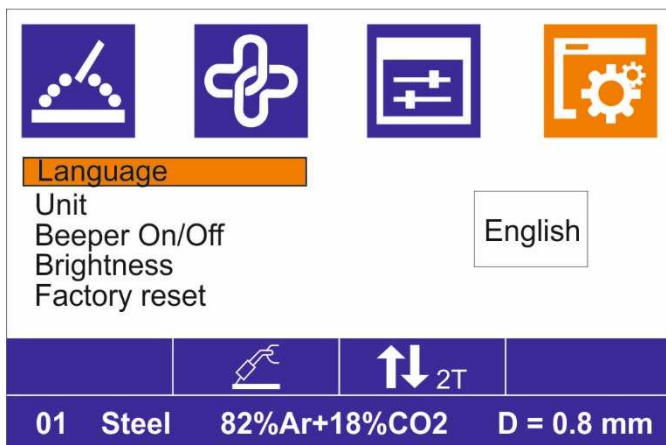 Language
Unit
Beeper On/Off
Brightness
Factory reset
English
2T
01 Steel 82%Ar+18%CO2 D = 0.8 mm